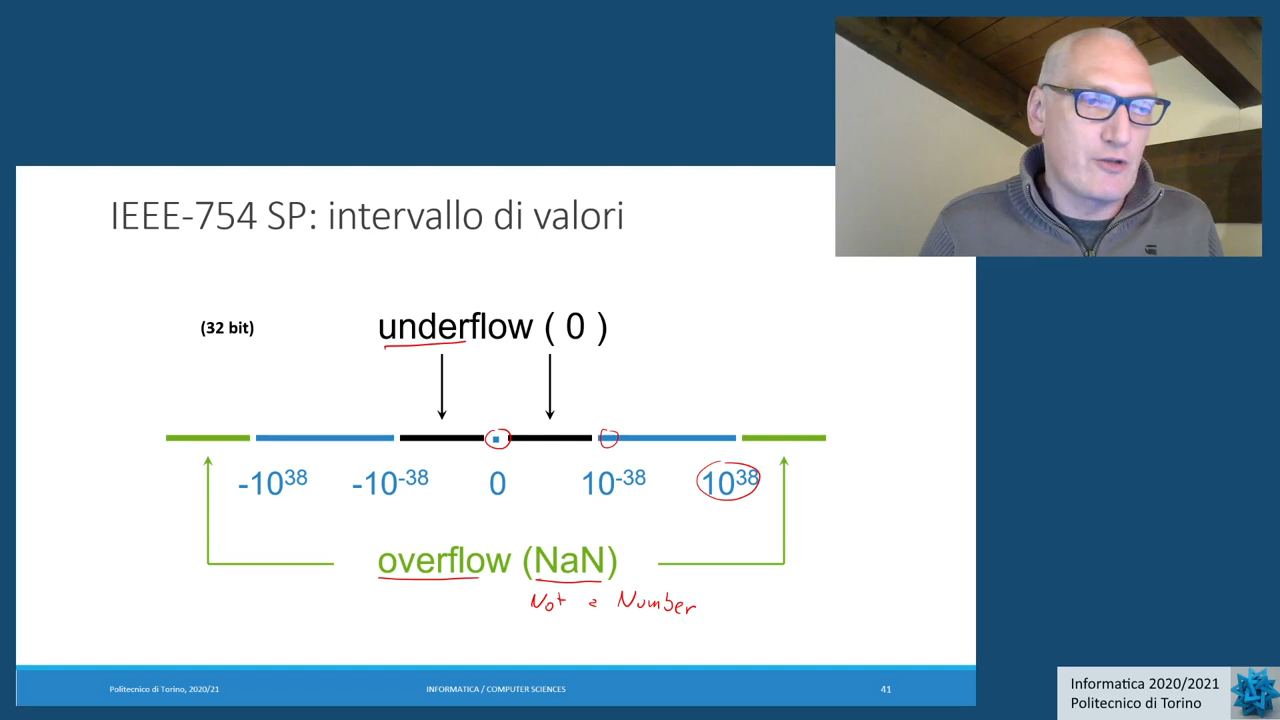 IEEE-754 SP: intervallo di valori
(32 bit)
underflow ( 0 )
-10³⁸ -10⁻³⁸ 0 10⁻³⁸ 10³⁸
overflow (NaN)
Not a Number
Politecnico di Torino, 2020/21
INFORMATICA / COMPUTER SCIENCES
41
Informatica 2020/2021
Politecnico di Torino